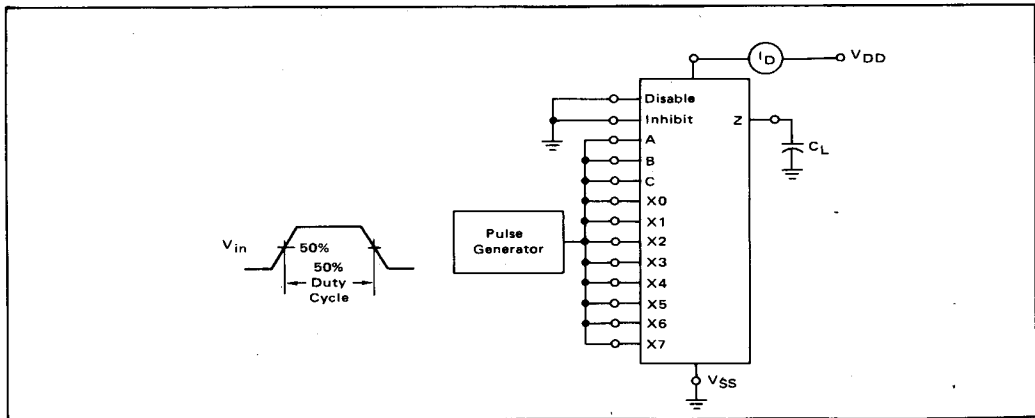 I_D
V_DD
Disable
Inhibit
Z
A
C_L
B
C
X0
X1
Pulse
Generator
X2
V_in
50%
X3
50%
Duty
Cycle
X4
X5
X6
X7
V_SS